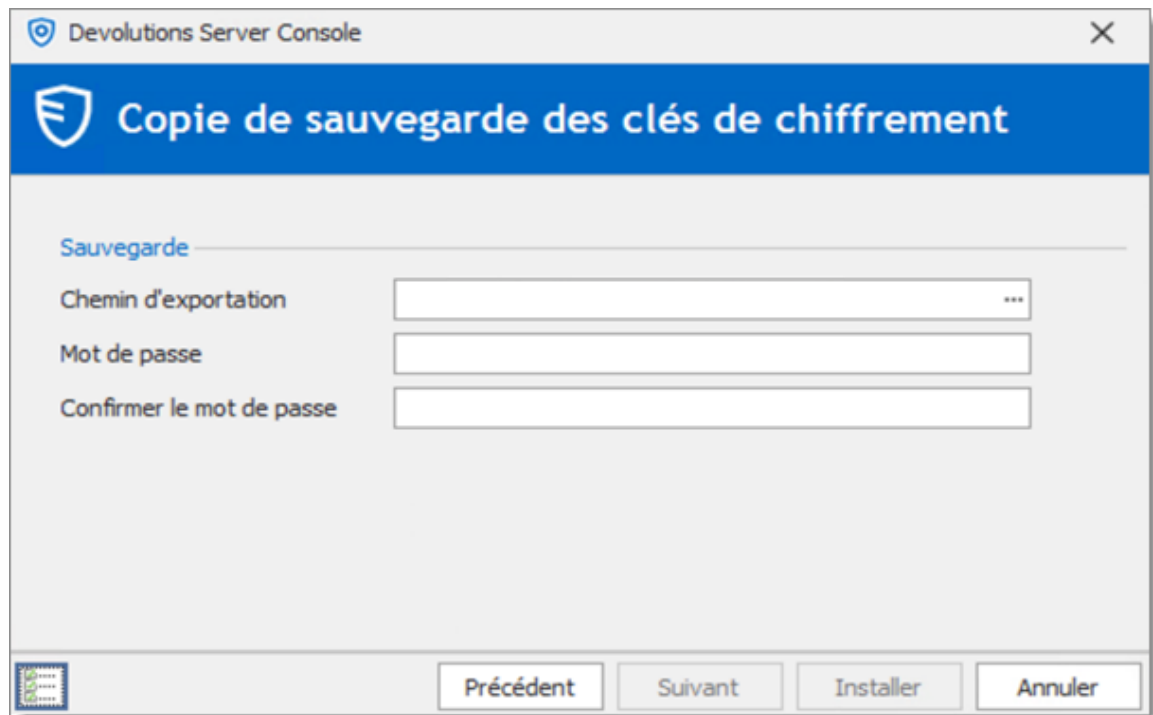 Devolutions Server Console
Copie de sauvegarde des clés de chiffrement
Sauvegarde
Chemin d'exportation
...
Mot de passe
Confirmer le mot de passe
Précédent Suivant Installer Annuler